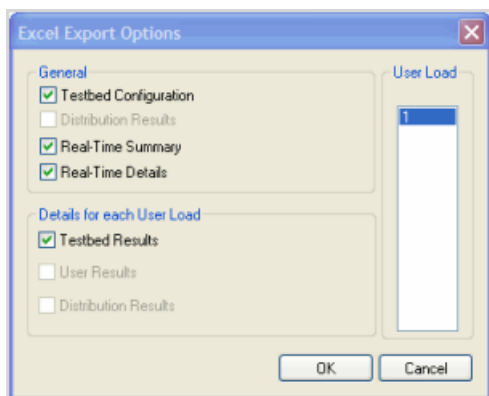 Excel Export Options
General
Testbed Configuration
Distribution Results
Real-Time Summary
Real-Time Details
Details for each User Load
Testbed Results
User Results
Distribution Results
User Load
1
OK
Cancel